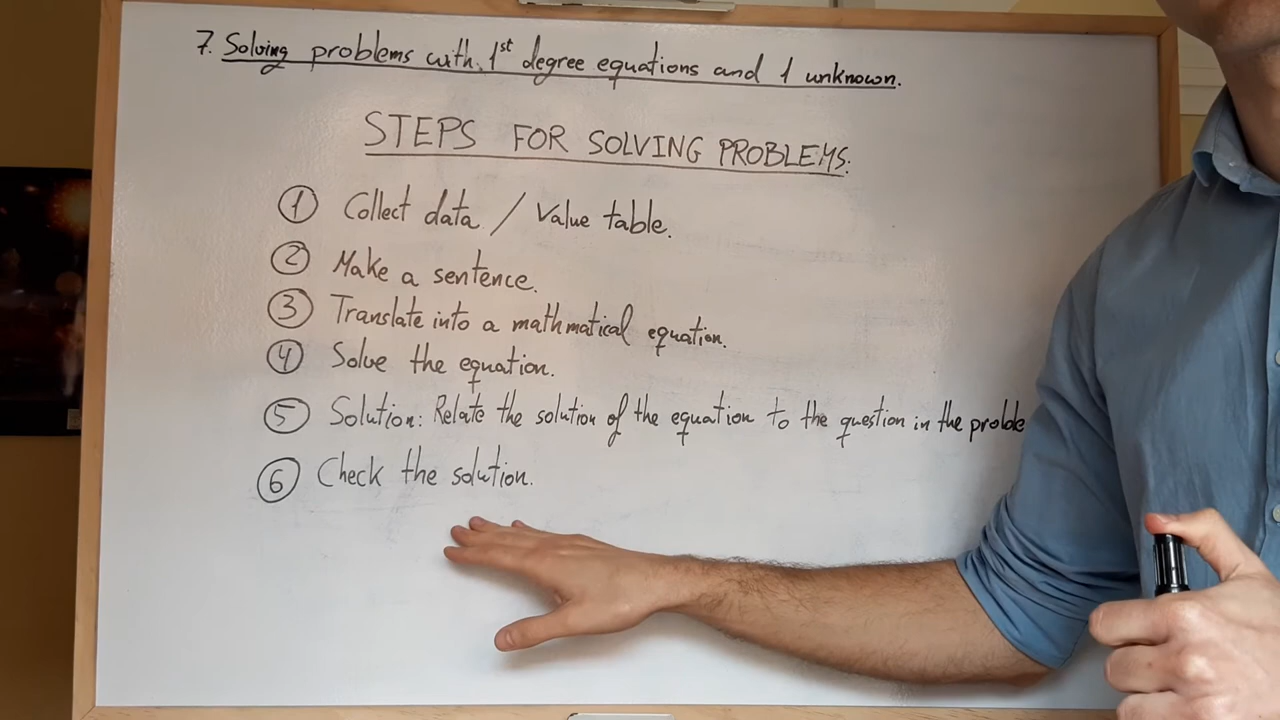 7. Solving problems with 1st degree equations and 1 unknown.
STEPS FOR SOLVING PROBLEMS:
1 Collect data / Value table.
2 Make a sentence.
3 Translate into a mathmatical equation.
4 Solve the equation.
5 Solution: Relate the solution of the equation to the question in the proble
6 Check the solution.